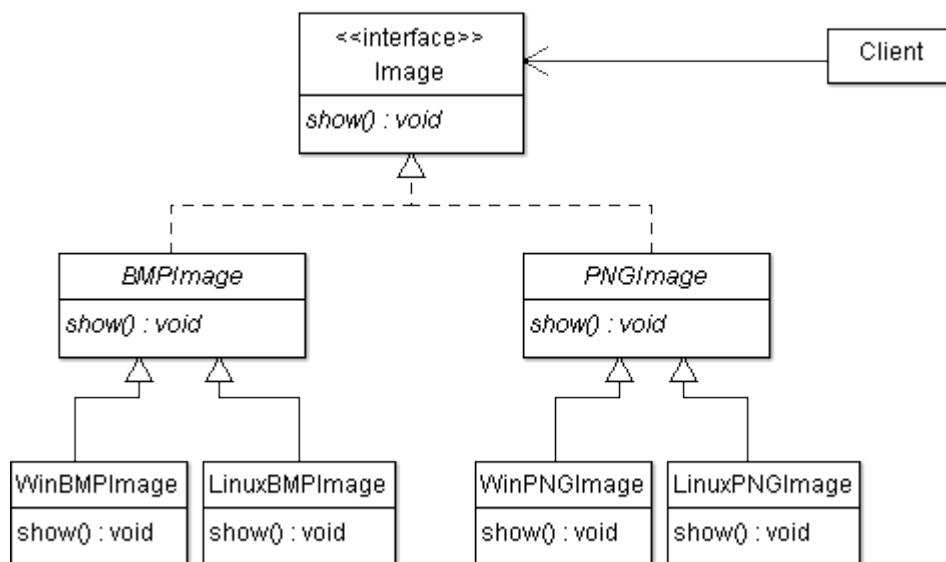 <<interface>>
Image
show() : void
Client
BMPImage
show() : void
PNGImage
show() : void
WinBMPImage
show() : void
LinuxBMPImage
show() : void
WinPNGImage
show() : void
LinuxPNGImage
show() : void